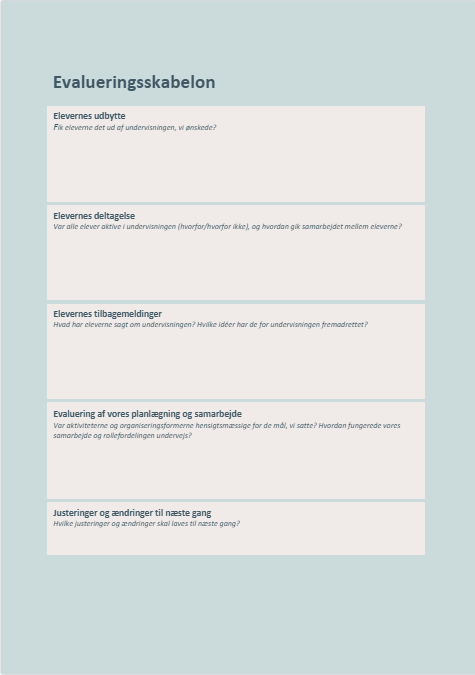 Evalueringsskabelon
Elevernes udbytte
Fik eleverne det ud af undervisningen, vi ønskede?
Elevernes deltagelse
Var alle elever aktive i undervisningen (hvorfor/hvorfor ikke), og hvordan gik samarbejdet mellem eleverne?
Elevernes tilbagemeldinger
Hvad har eleverne sagt om undervisningen? Hvilke idéer har de for undervisningen fremadrettet?
Evaluering af vores planlægning og samarbejde
Var aktiviteterne og organiseringsformerne hensigtsmæssige for de mål, vi satte? Hvordan fungerede vores
samarbejde og rollefordelingen undervejs?
Justeringer og ændringer til næste gang
Hvilke justeringer og ændringer skal laves til næste gang?